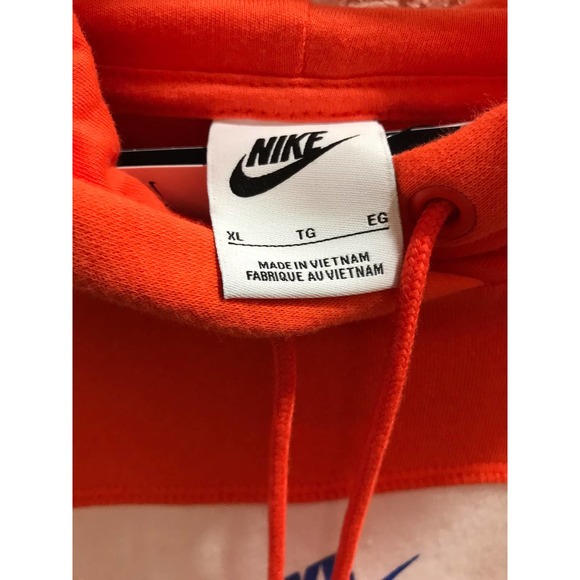 NIKE
XL TG EG
MADE IN VIETNAM
FABRIQUE AU VIETNAM